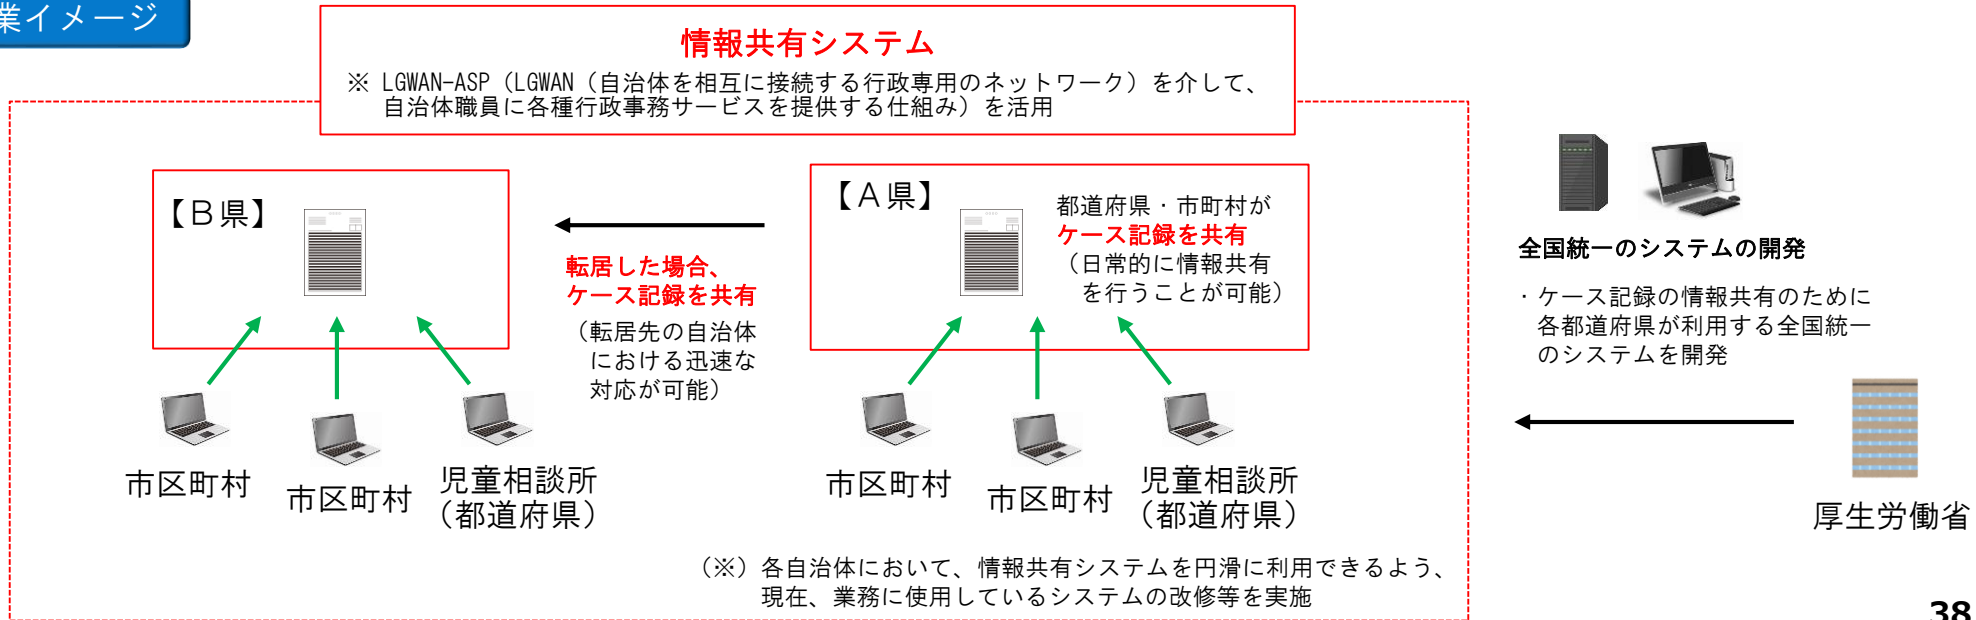 業イメージ
情報共有システム
※ LGWAN-ASP（LGWAN（自治体を相互に接続する行政専用のネットワーク）を介して、
自治体職員に各種行政事務サービスを提供する仕組み）を活用
【Ｂ県】
転居した場合、
ケース記録を共有
（転居先の自治体
における迅速な
対応が可能）
市区町村
市区町村
児童相談所
（都道府県）
【Ａ県】
都道府県・市町村が
ケース記録を共有
（日常的に情報共有
を行うことが可能）
市区町村
市区町村
児童相談所
（都道府県）
（※）各自治体において、情報共有システムを円滑に利用できるよう、
現在、業務に使用しているシステムの改修等を実施
全国統一のシステムの開発
・ケース記録の情報共有のために
各都道府県が利用する全国統一
のシステムを開発
厚生労働省
38